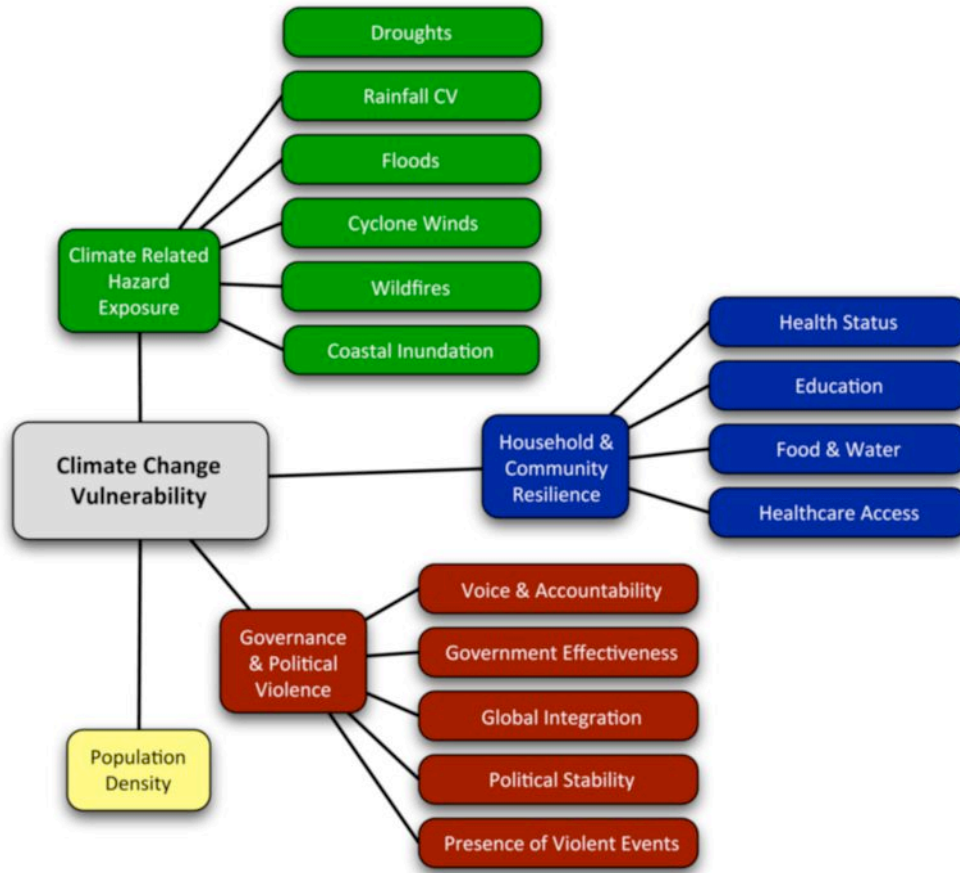 Droughts
Rainfall CV
Floods
Cyclone Winds
Wildfires
Coastal Inundation
Climate Related
Hazard
Exposure
Climate Change
Vulnerability
Household &
Community
Resilience
Health Status
Education
Food & Water
Healthcare Access
Governance
& Political
Violence
Voice & Accountability
Government Effectiveness
Global Integration
Political Stability
Presence of Violent Events
Population
Density